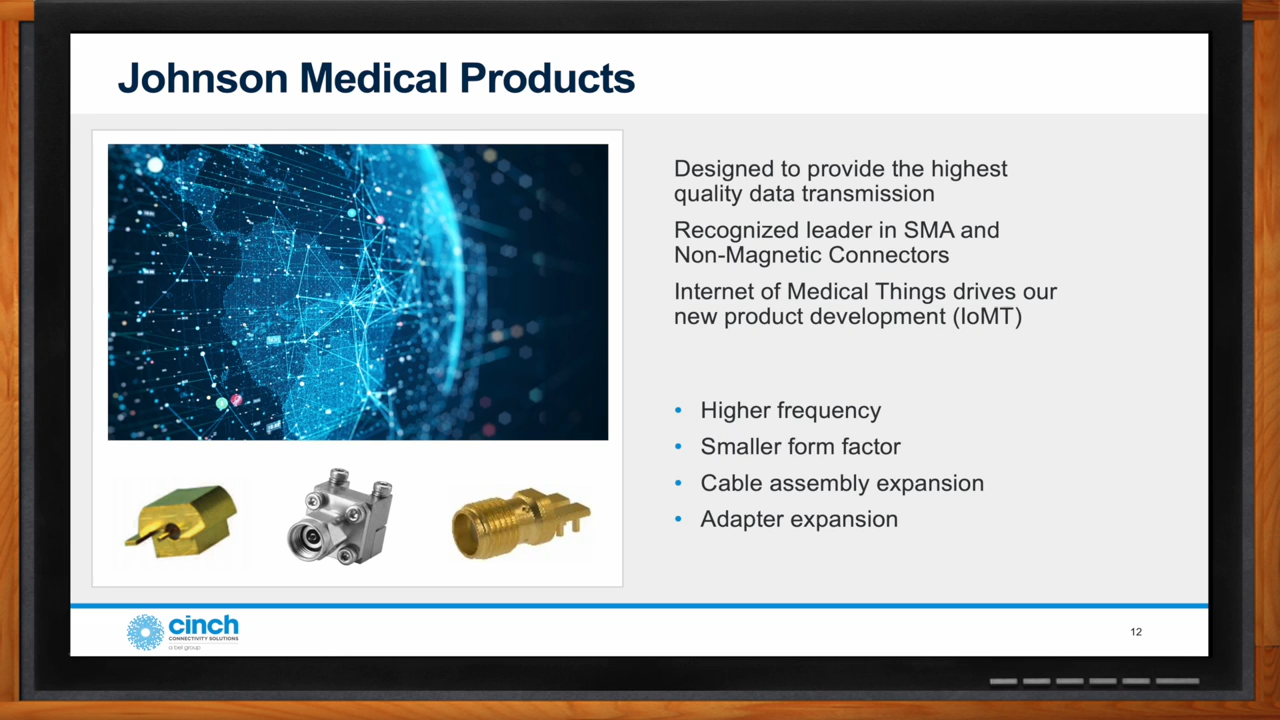 Johnson Medical Products
Designed to provide the highest
quality data transmission
Recognized leader in SMA and
Non-Magnetic Connectors
Internet of Medical Things drives our
new product development (IoMT)
• Higher frequency
• Smaller form factor
• Cable assembly expansion
• Adapter expansion
cinch
CONNECTIVITY SOLUTIONS
a bel group
12